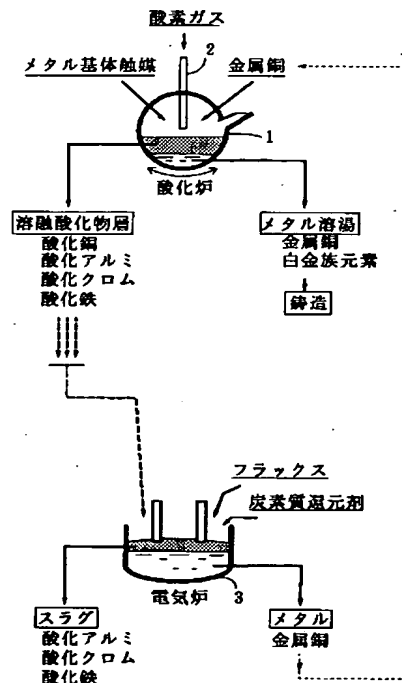 酸素ガス
2
メタル基体触媒
金属銅
1
酸化炉
溶融酸化物層
酸化銅
酸化アルミ
酸化クロム
酸化鉄
メタル溶湯
金属銅
白金族元素
鋳造
フラックス
炭素質還元剤
電気炉
3
スラグ
酸化アルミ
酸化クロム
酸化鉄
メタル
金属銅